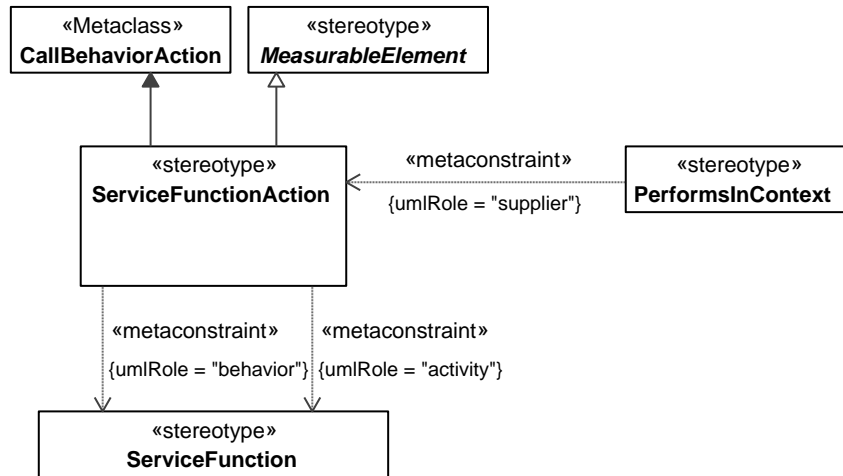 «Metaclass»
CallBehaviorAction
«stereotype»
MeasurableElement
«stereotype»
ServiceFunctionAction
«metaconstraint»
{umlRole = "supplier"}
«stereotype»
PerformsInContext
«metaconstraint»
{umlRole = "behavior"}
«metaconstraint»
{umlRole = "activity"}
«stereotype»
ServiceFunction